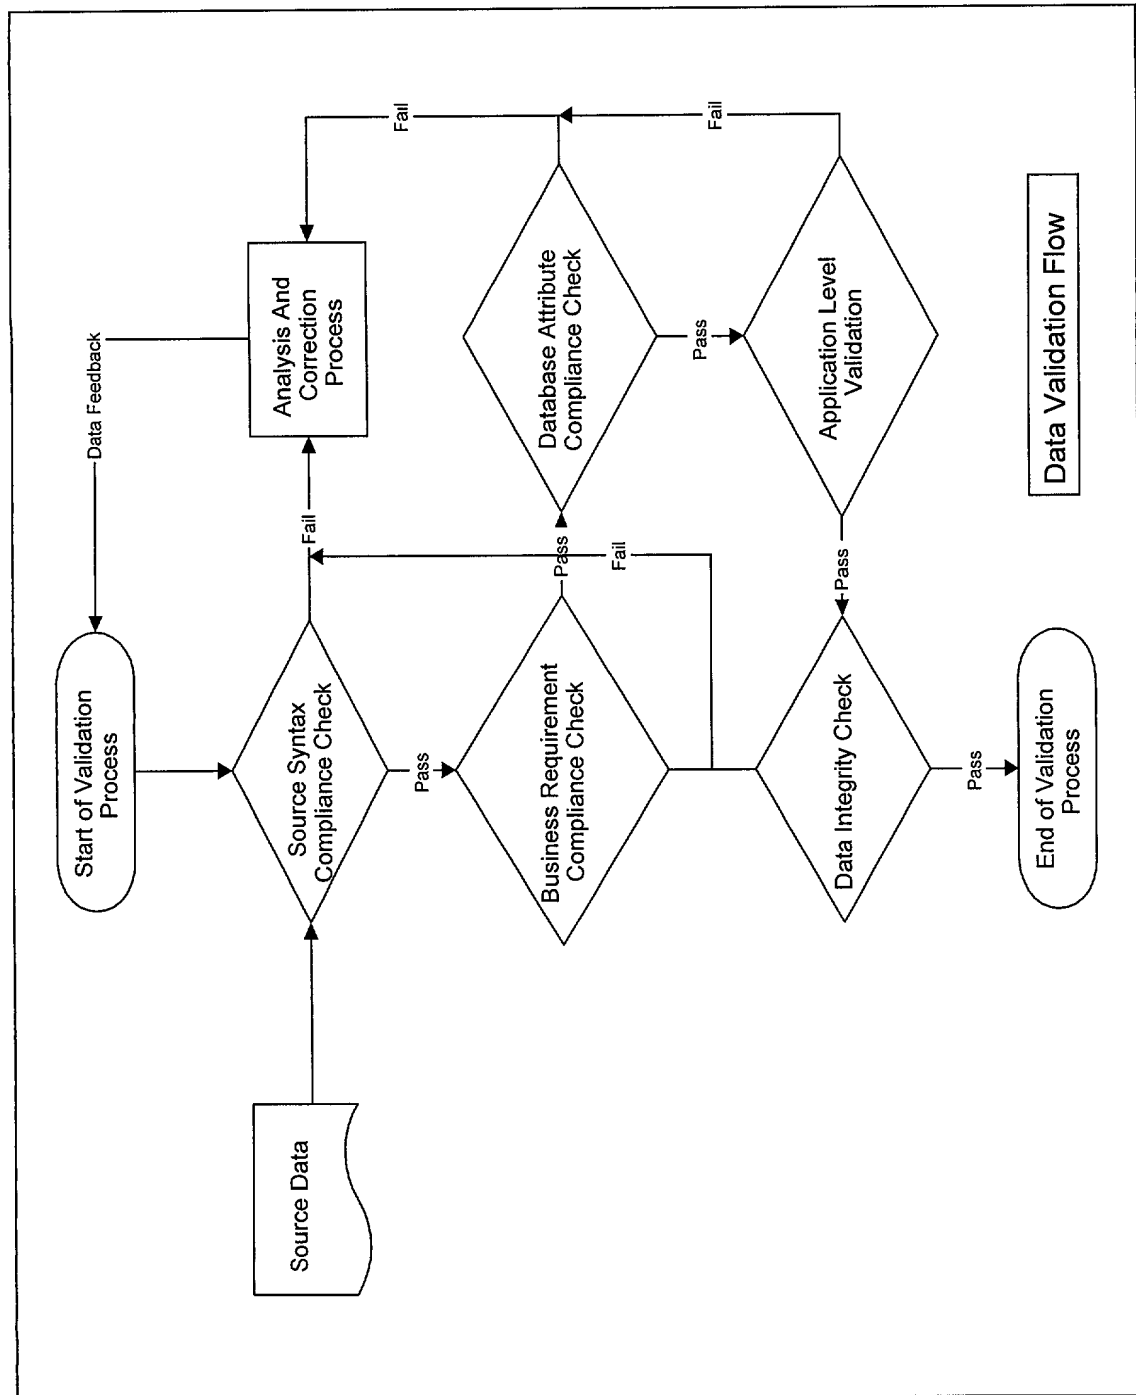 Start of Validation
Process
Data Feedback
Source Data
Source Syntax
Compliance Check
Fail
Analysis And
Correction
Process
Fail
Pass
Business Requirement
Compliance Check
Pass
Fail
Database Attribute
Compliance Check
Fail
Pass
Data Integrity Check
Pass
Application Level
Validation
Pass
End of Validation
Process
Data Validation Flow